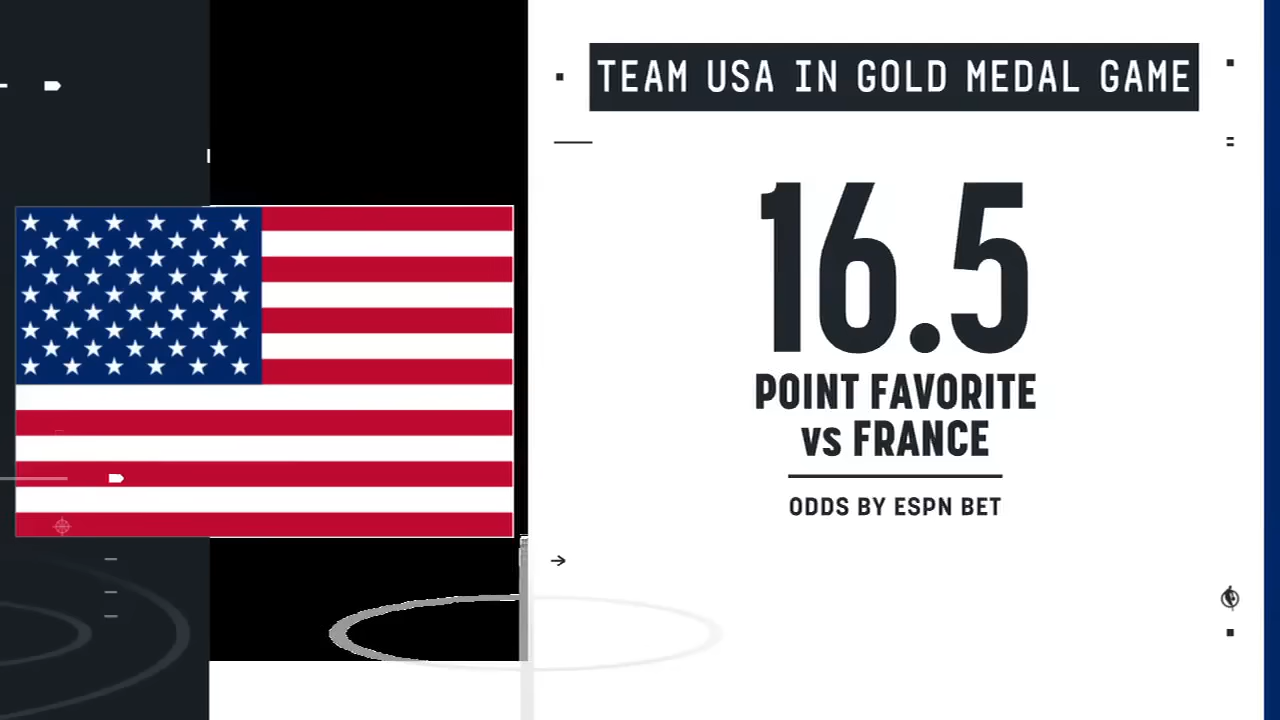 TEAM USA IN GOLD MEDAL GAME
16.5
POINT FAVORITE
vs FRANCE
ODDS BY ESPN BET